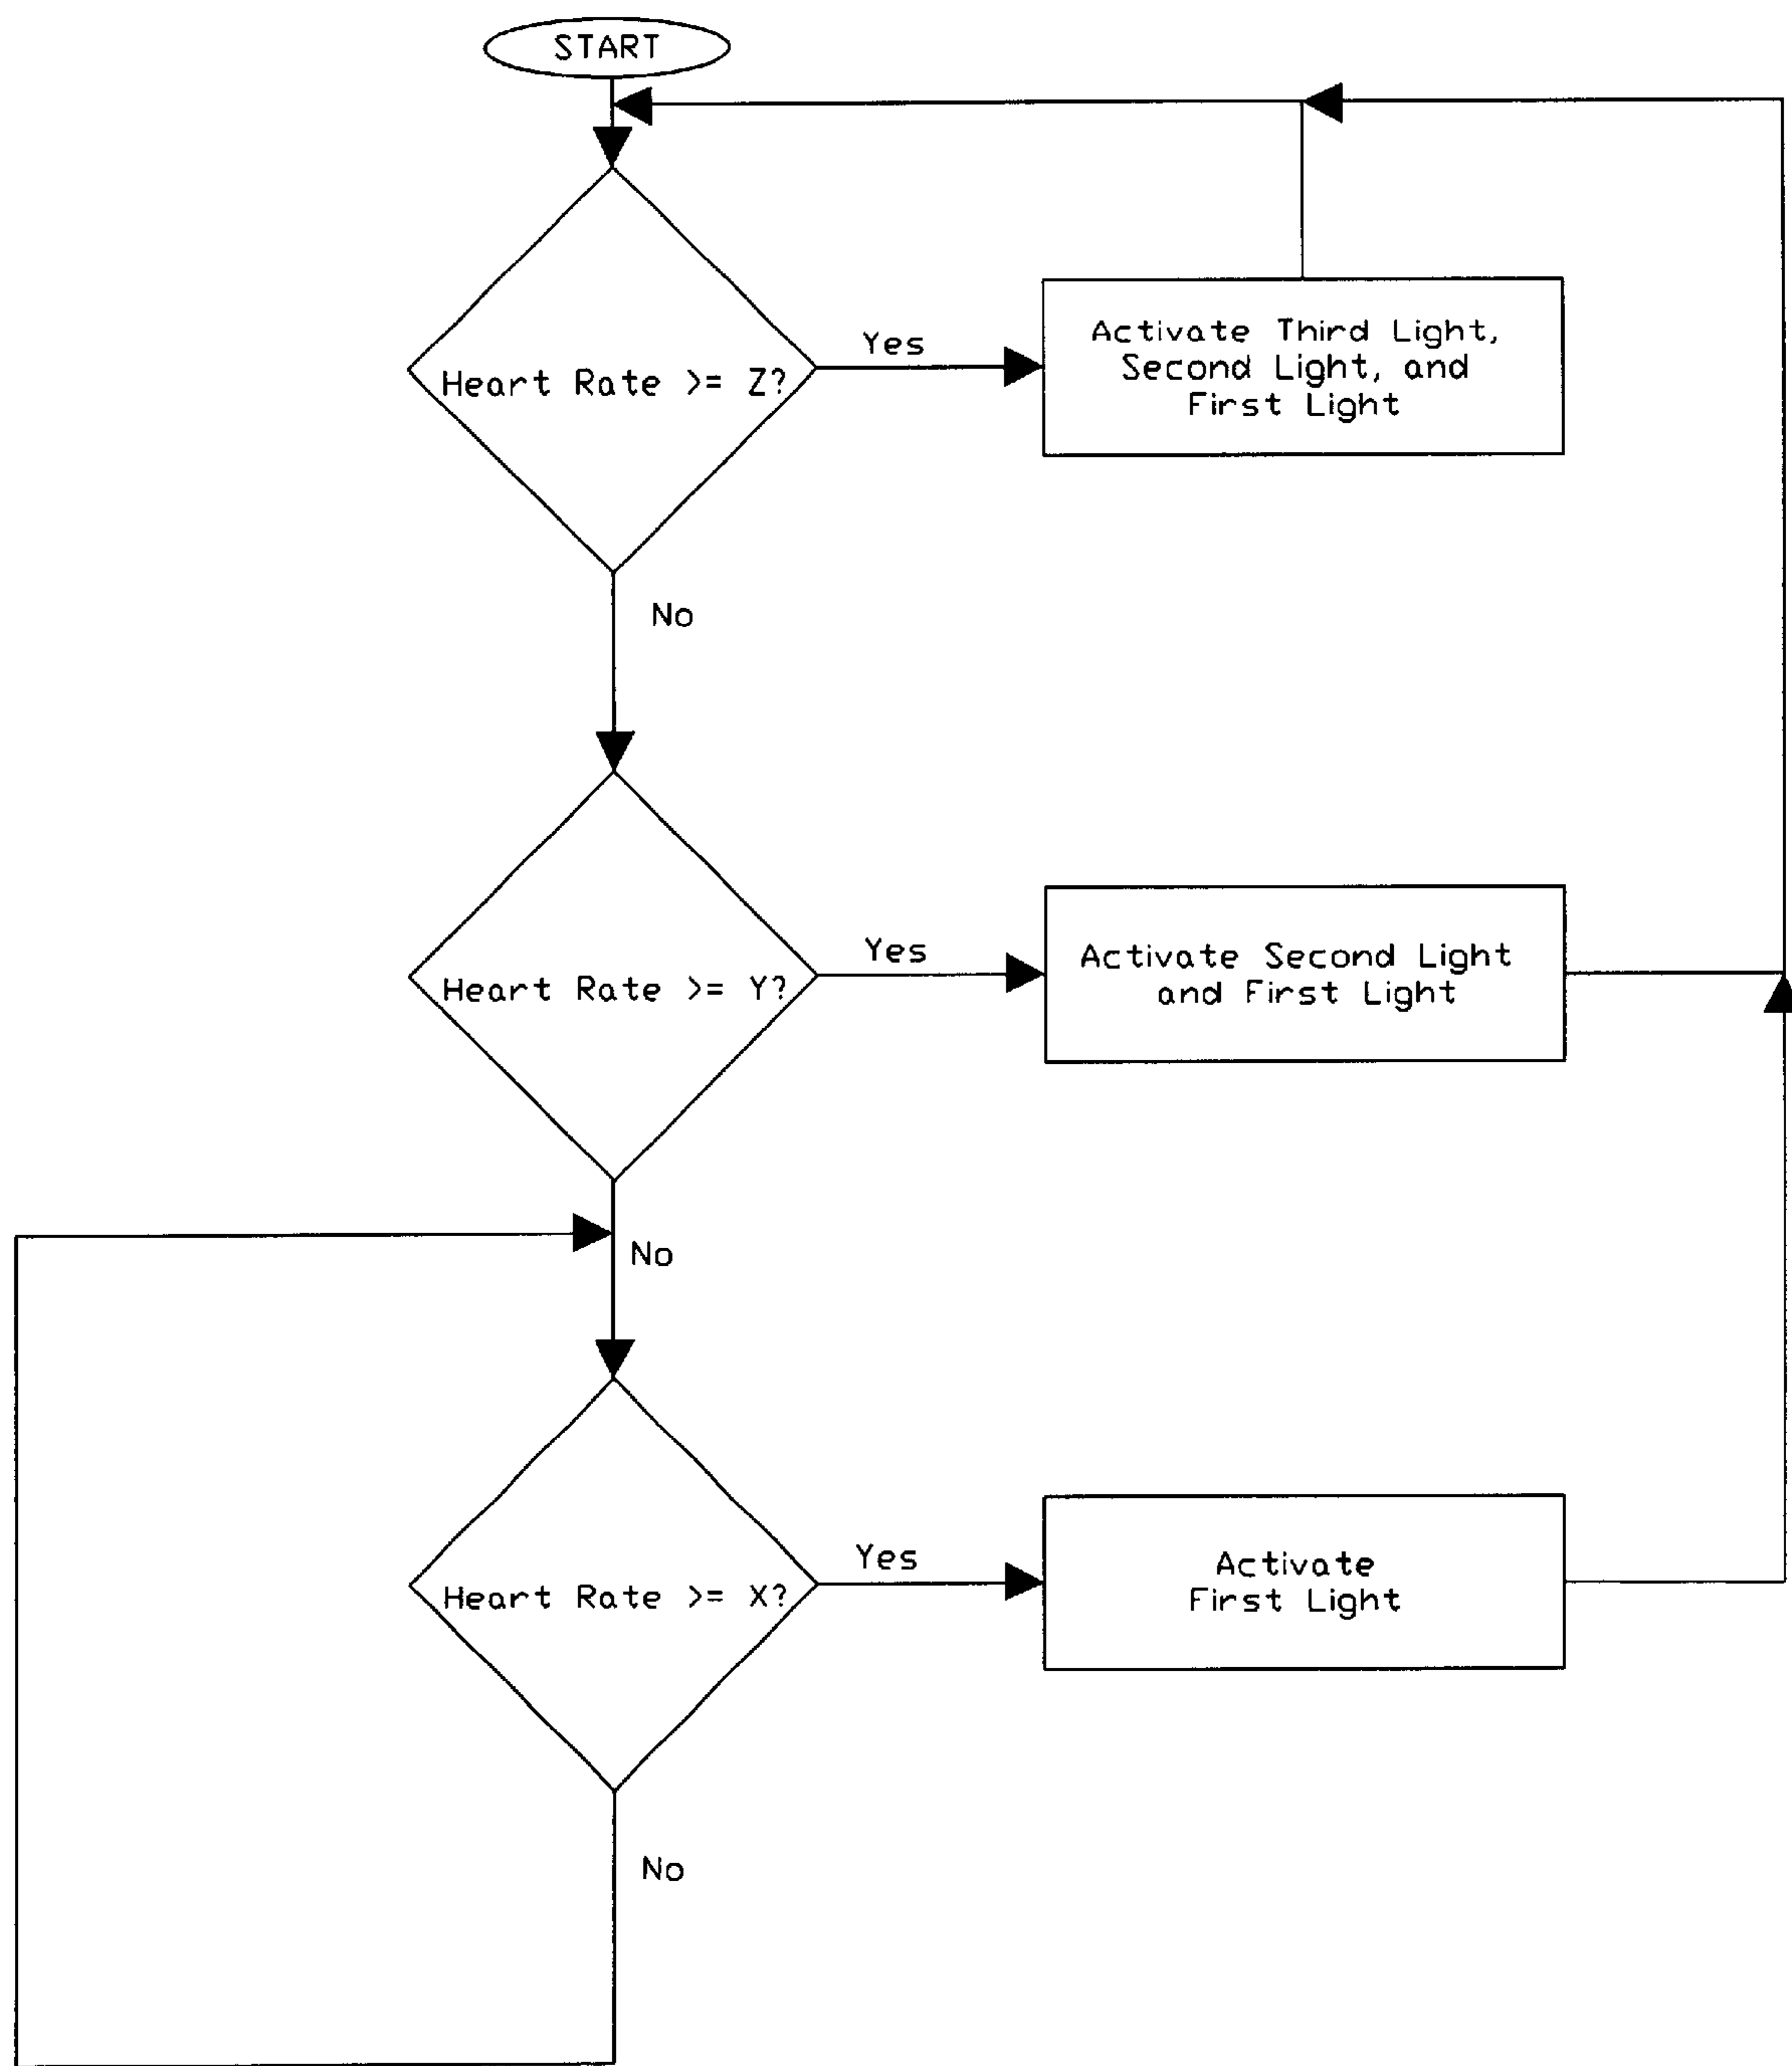 START
Heart Rate >= Z?
Yes
Activate Third Light,
Second Light, and
First Light
No
Heart Rate >= Y?
Yes
Activate Second Light
and First Light
No
Heart Rate >= X?
Yes
Activate
First Light
No